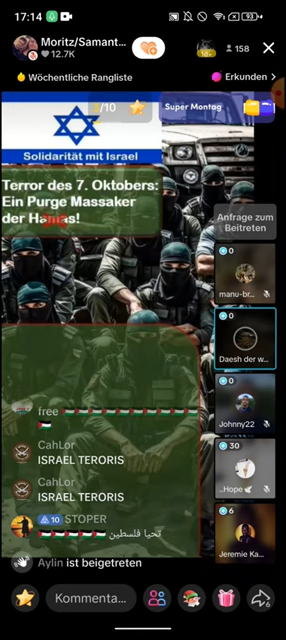 17:14
93
Moritz/Samant...
12.7K
158
Wöchentliche Rangliste
Erkunden >
/10
Super Montag
Solidarität mit Israel
Terror des 7. Oktobers:
Ein Purge Massaker
der Hamas!
Anfrage zum
Beitreten
0
manu-br...
0
Daesh der w...
0
Johnny22
30
..Hope
6
Jeremie Ka...
free
CahLor
ISRAEL TERORIS
CahLor
ISRAEL TERORIS
10 STOPER
تحيا فلسطين
Aylin ist beigetreten
Kommenta...
6